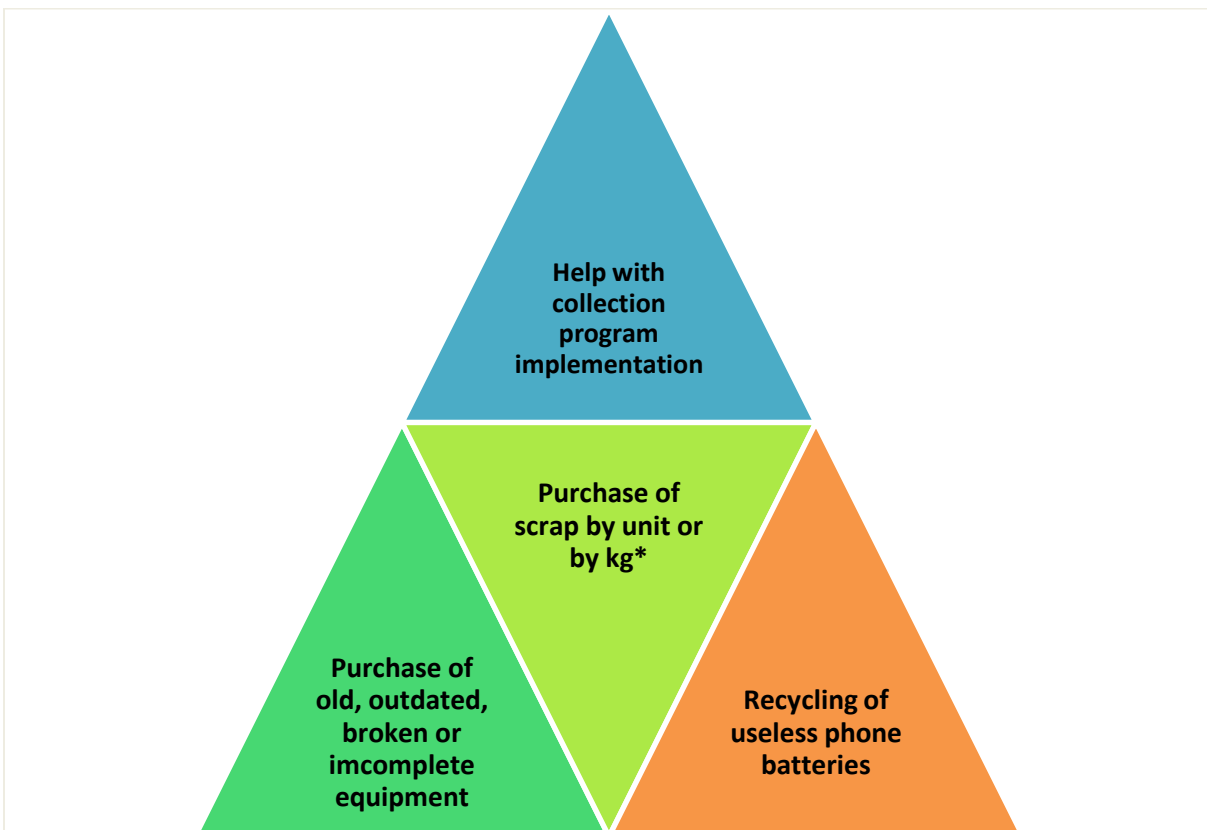 Help with
collection
program
implementation
Purchase of
scrap by unit or
by kg*
Purchase of
old, outdated,
broken or
imcomplete
equipment
Recycling of
useless phone
batteries